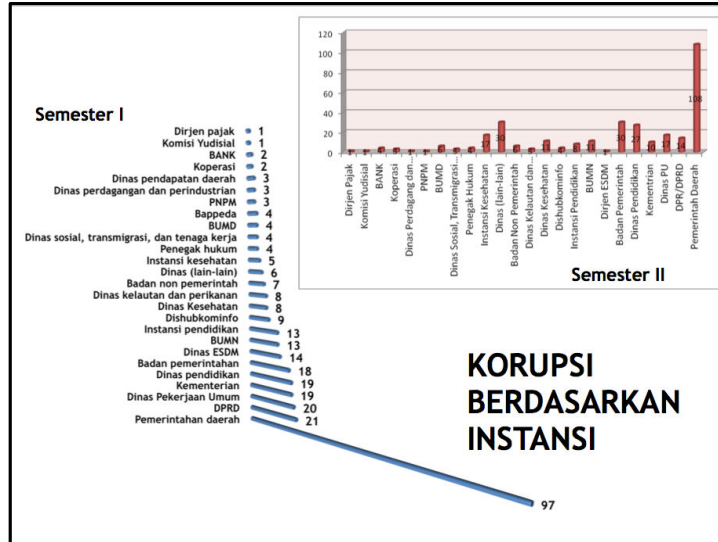 Semester I
Dirjen pajak 1
Komisi Yudisial 1
BANK 2
Koperasi 2
Dinas pendapatan daerah 3
Dinas perdagangan dan perindustrian 3
PNPM 3
Bappeda 4
BUMD 4
Dinas sosial, transmigrasi, dan tenaga kerja 4
Penegak hukum 4
Instansi kesehatan 5
Dinas (lain-lain) 6
Badan non pemerintah 7
Dinas kelautan dan perikanan 8
Dinas Kesehatan 8
Dishubkominfo 9
Instansi pendidikan 13
BUMN 13
Dinas ESDM 14
Badan pemerintahan 18
Dinas pendidikan 19
Kementerian 19
Dinas Pekerjaan Umum 20
DPRD 21
Pemerintahan daerah 97
120
100
80
60
40
20
0
17 30 11 11 30 27 10 17 14 108
Dirjen Pajak
Komisi Yudisial
BANK
Koperasi
Dinas Perdagang dan...
PNPM
BUMD
Dinas Sosial, Transmigrasi...
Penegak Hukum
Instansi Kesehatan
Dinas (lain-lain)
Badan Non Pemerintah
Dinas Kelautan dan...
Dinas Kesehatan
Dishubkominfo
Instansi Pendidikan
BUMN
Dirjen ESDM
Badan Pemerintah
Dinas Pendidikan
Kementrian
Dinas PU
DPR/DPRD
Pemerintah Daerah
Semester II
KORUPSI
BERDASARKAN
INSTANSI